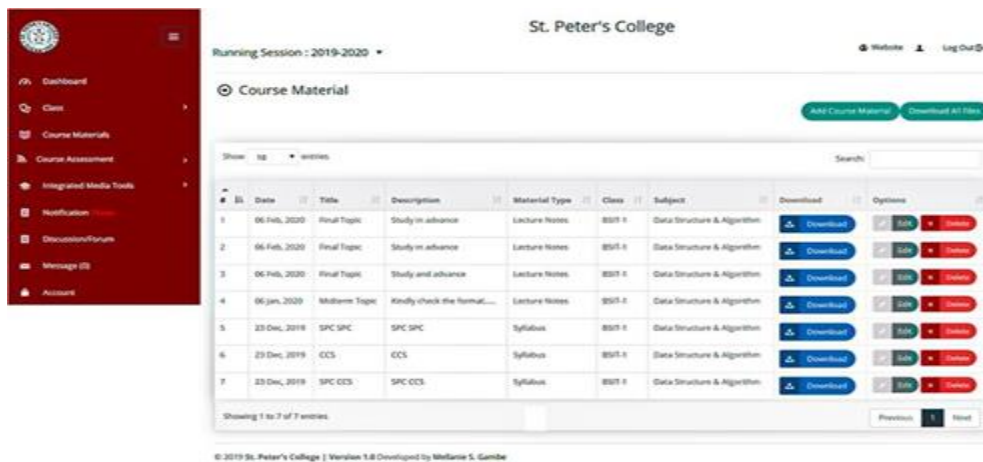 St. Peter's College
Running Session : 2019-2020
Website Log Out
Dashboard
Class
Course Materials
Course Assessment
Integrated Media Tools
Notification
Discussion/Forum
Message (0)
Account
Course Material
Add Course Material Download All Files
Show 10 entries Search:
# Date Title Description Material Type Class Subject Download Options
1 06 Feb, 2020 Final Topic Study in advance Lecture Notes BSIT-1 Data Structure & Algorithm Download Edit Delete
2 06 Feb, 2020 Final Topic Study in advance Lecture Notes BSIT-1 Data Structure & Algorithm Download Edit Delete
3 06 Feb, 2020 Final Topic Study and advance Lecture Notes BSIT-1 Data Structure & Algorithm Download Edit Delete
4 06 Jan, 2020 Midterm Topic Kindly check the format..... Lecture Notes BSIT-1 Data Structure & Algorithm Download Edit Delete
5 23 Dec, 2019 SPC SPC SPC SPC Syllabus BSIT-1 Data Structure & Algorithm Download Edit Delete
6 23 Dec, 2019 CCS CCS Syllabus BSIT-1 Data Structure & Algorithm Download Edit Delete
7 23 Dec, 2019 SPC CCS SPC CCS Syllabus BSIT-1 Data Structure & Algorithm Download Edit Delete
Showing 1 to 7 of 7 entries Previous 1 Next
© 2019 St. Peter's College | Version 1.0 Developed by Mellanie S. Gambe